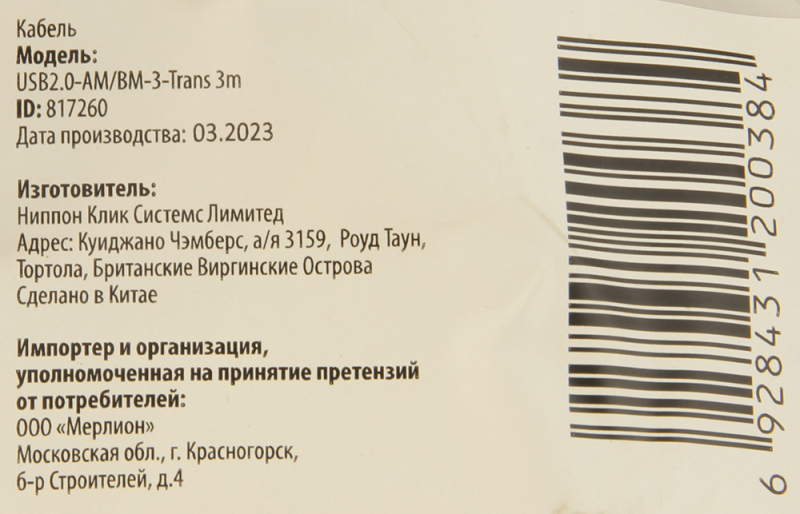 Кабель
Модель:
USB2.0-AM/BM-3-Trans 3m
ID: 817260
Дата производства: 03.2023
Изготовитель:
Ниппон Клик Системс Лимитед
Адрес: Куиджано Чэмберс, а/я 3159, Роуд Таун,
Тортола, Британские Виргинские Острова
Сделано в Китае
Импортер и организация,
уполномоченная на принятие претензий
от потребителей:
ООО «Мерлион»
Московская обл., г. Красногорск,
б-р Строителей, д.4
6 928431 200384